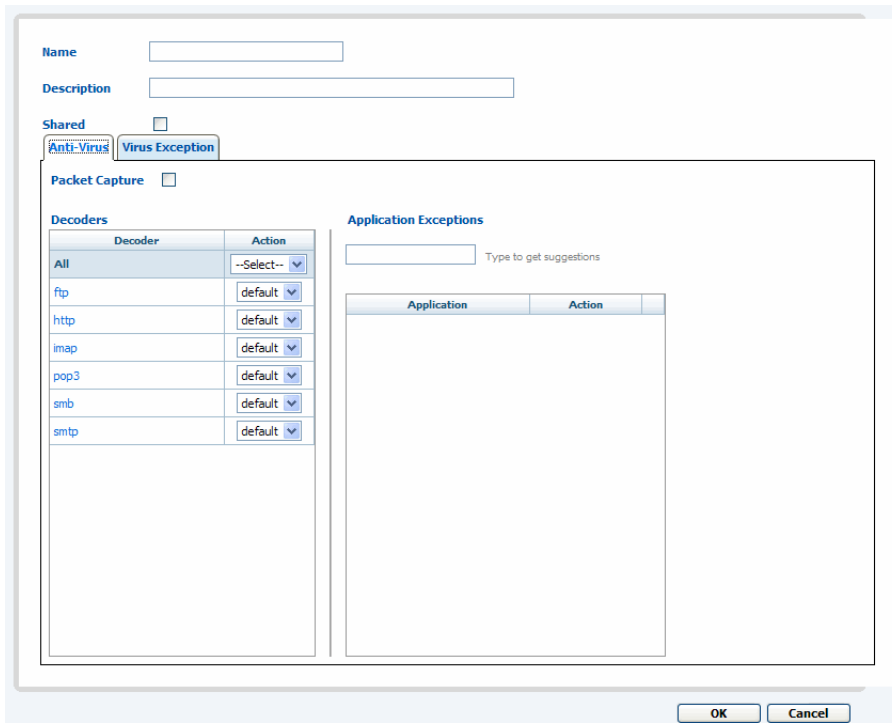 Name
Description
Shared
Anti-Virus Virus Exception
Packet Capture
Decoders
Decoder Action
All --Select--
ftp default
http default
imap default
pop3 default
smb default
smtp default
Application Exceptions
Type to get suggestions
Application Action
OK Cancel